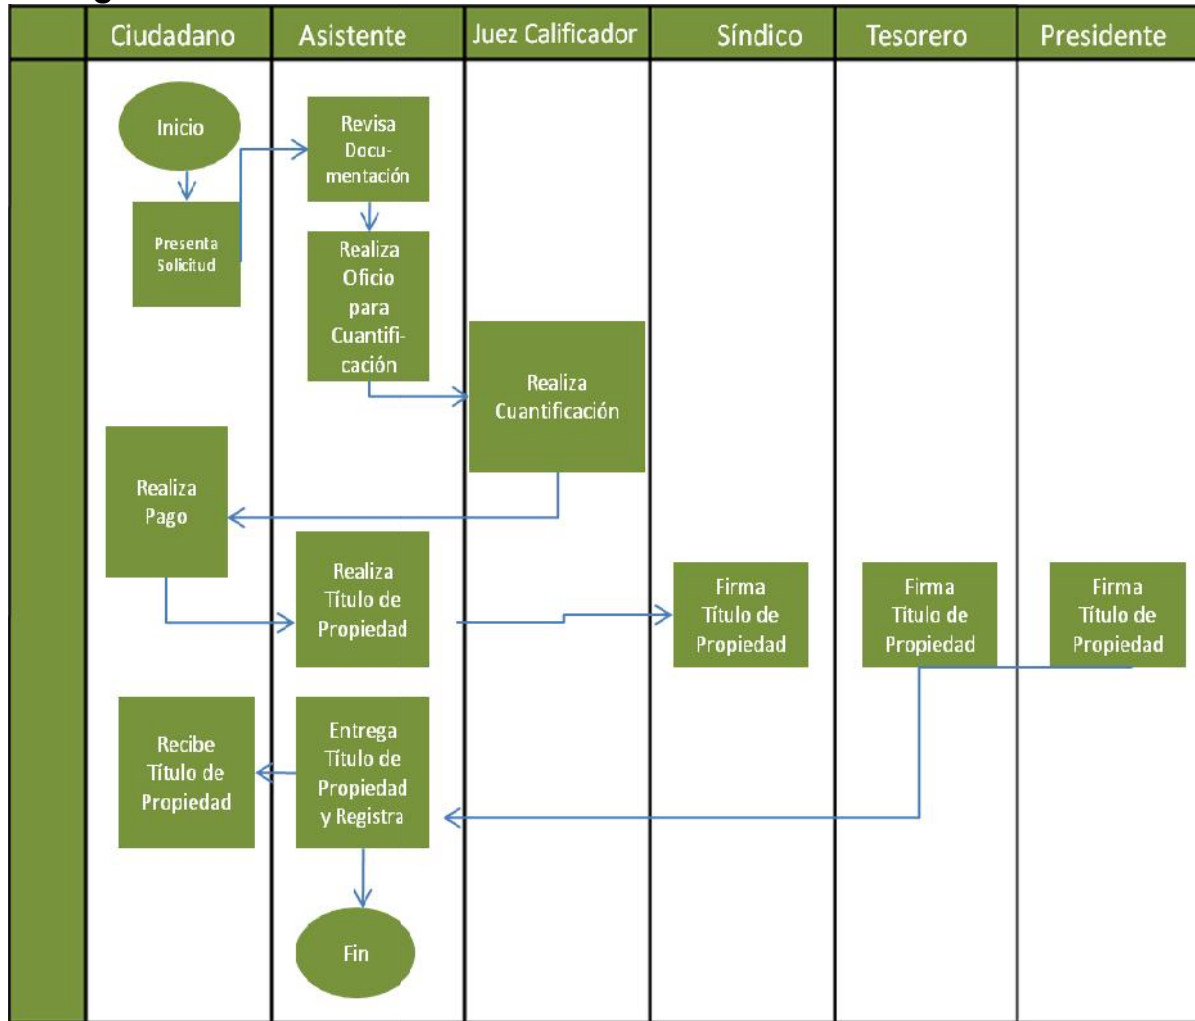 Ciudadano
Asistente
Juez Calificador
Síndico
Tesorero
Presidente
Inicio
Presenta
Solicitud
Revisa
Docu-
mentación
Realiza
Oficio
para
Cuantifi-
cación
Realiza
Cuantificación
Realiza
Pago
Realiza
Título de
Propiedad
Firma
Título de
Propiedad
Firma
Título de
Propiedad
Firma
Título de
Propiedad
Entrega
Título de
Propiedad
y Registra
Recibe
Título de
Propiedad
Fin